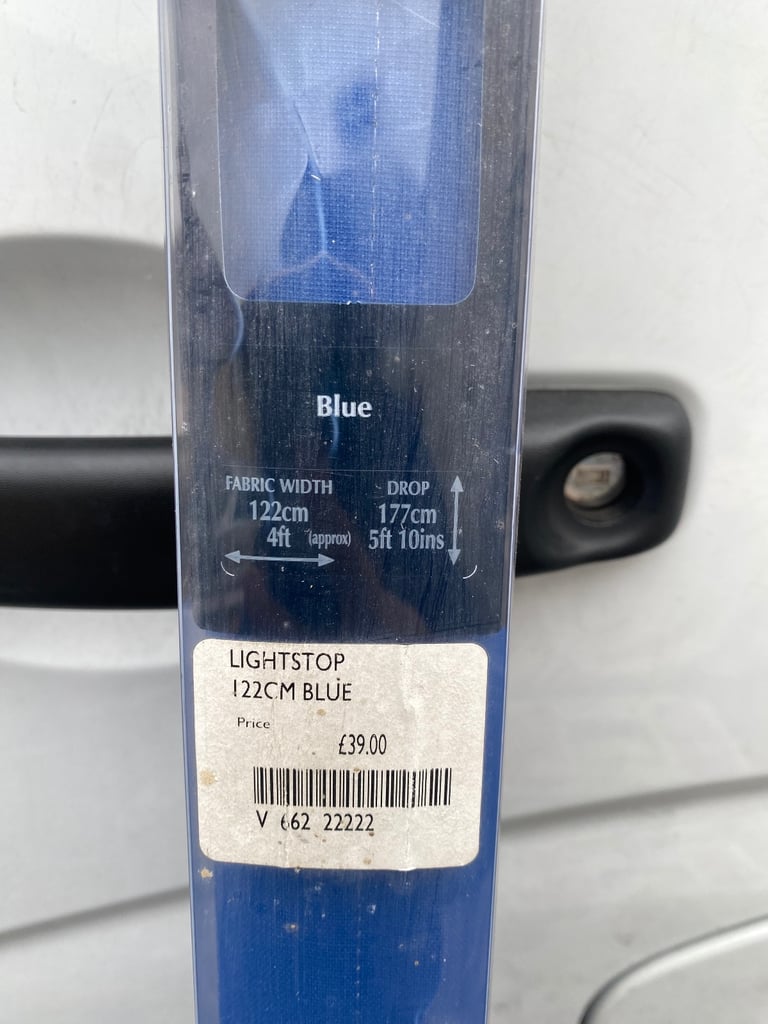 Blue
FABRIC WIDTH DROP
122cm 177cm
4ft (approx) 5ft 10ins
LIGHTSTOP
122CM BLUE
Price
£39.00
V 662 22222